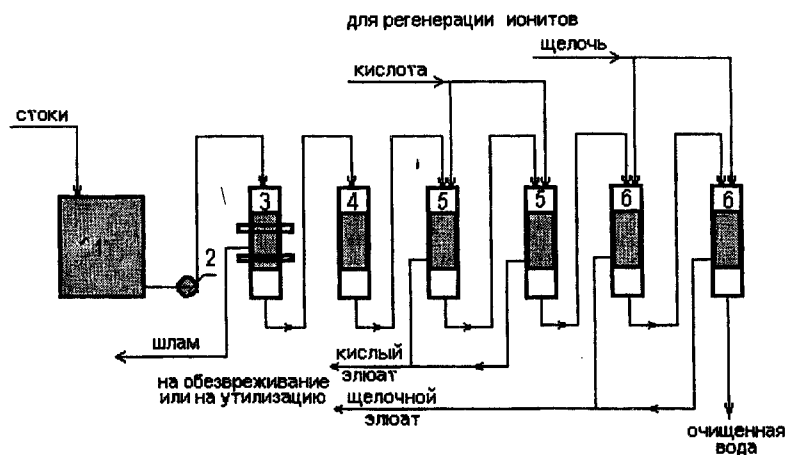 для регенерации ионитов
щелочь
кислота
стоки
3
4
5
5
6
6
2
шлам
кислый
элюат
на обезвреживание
или на утилизацию
щелочной
элюат
очищенная
вода